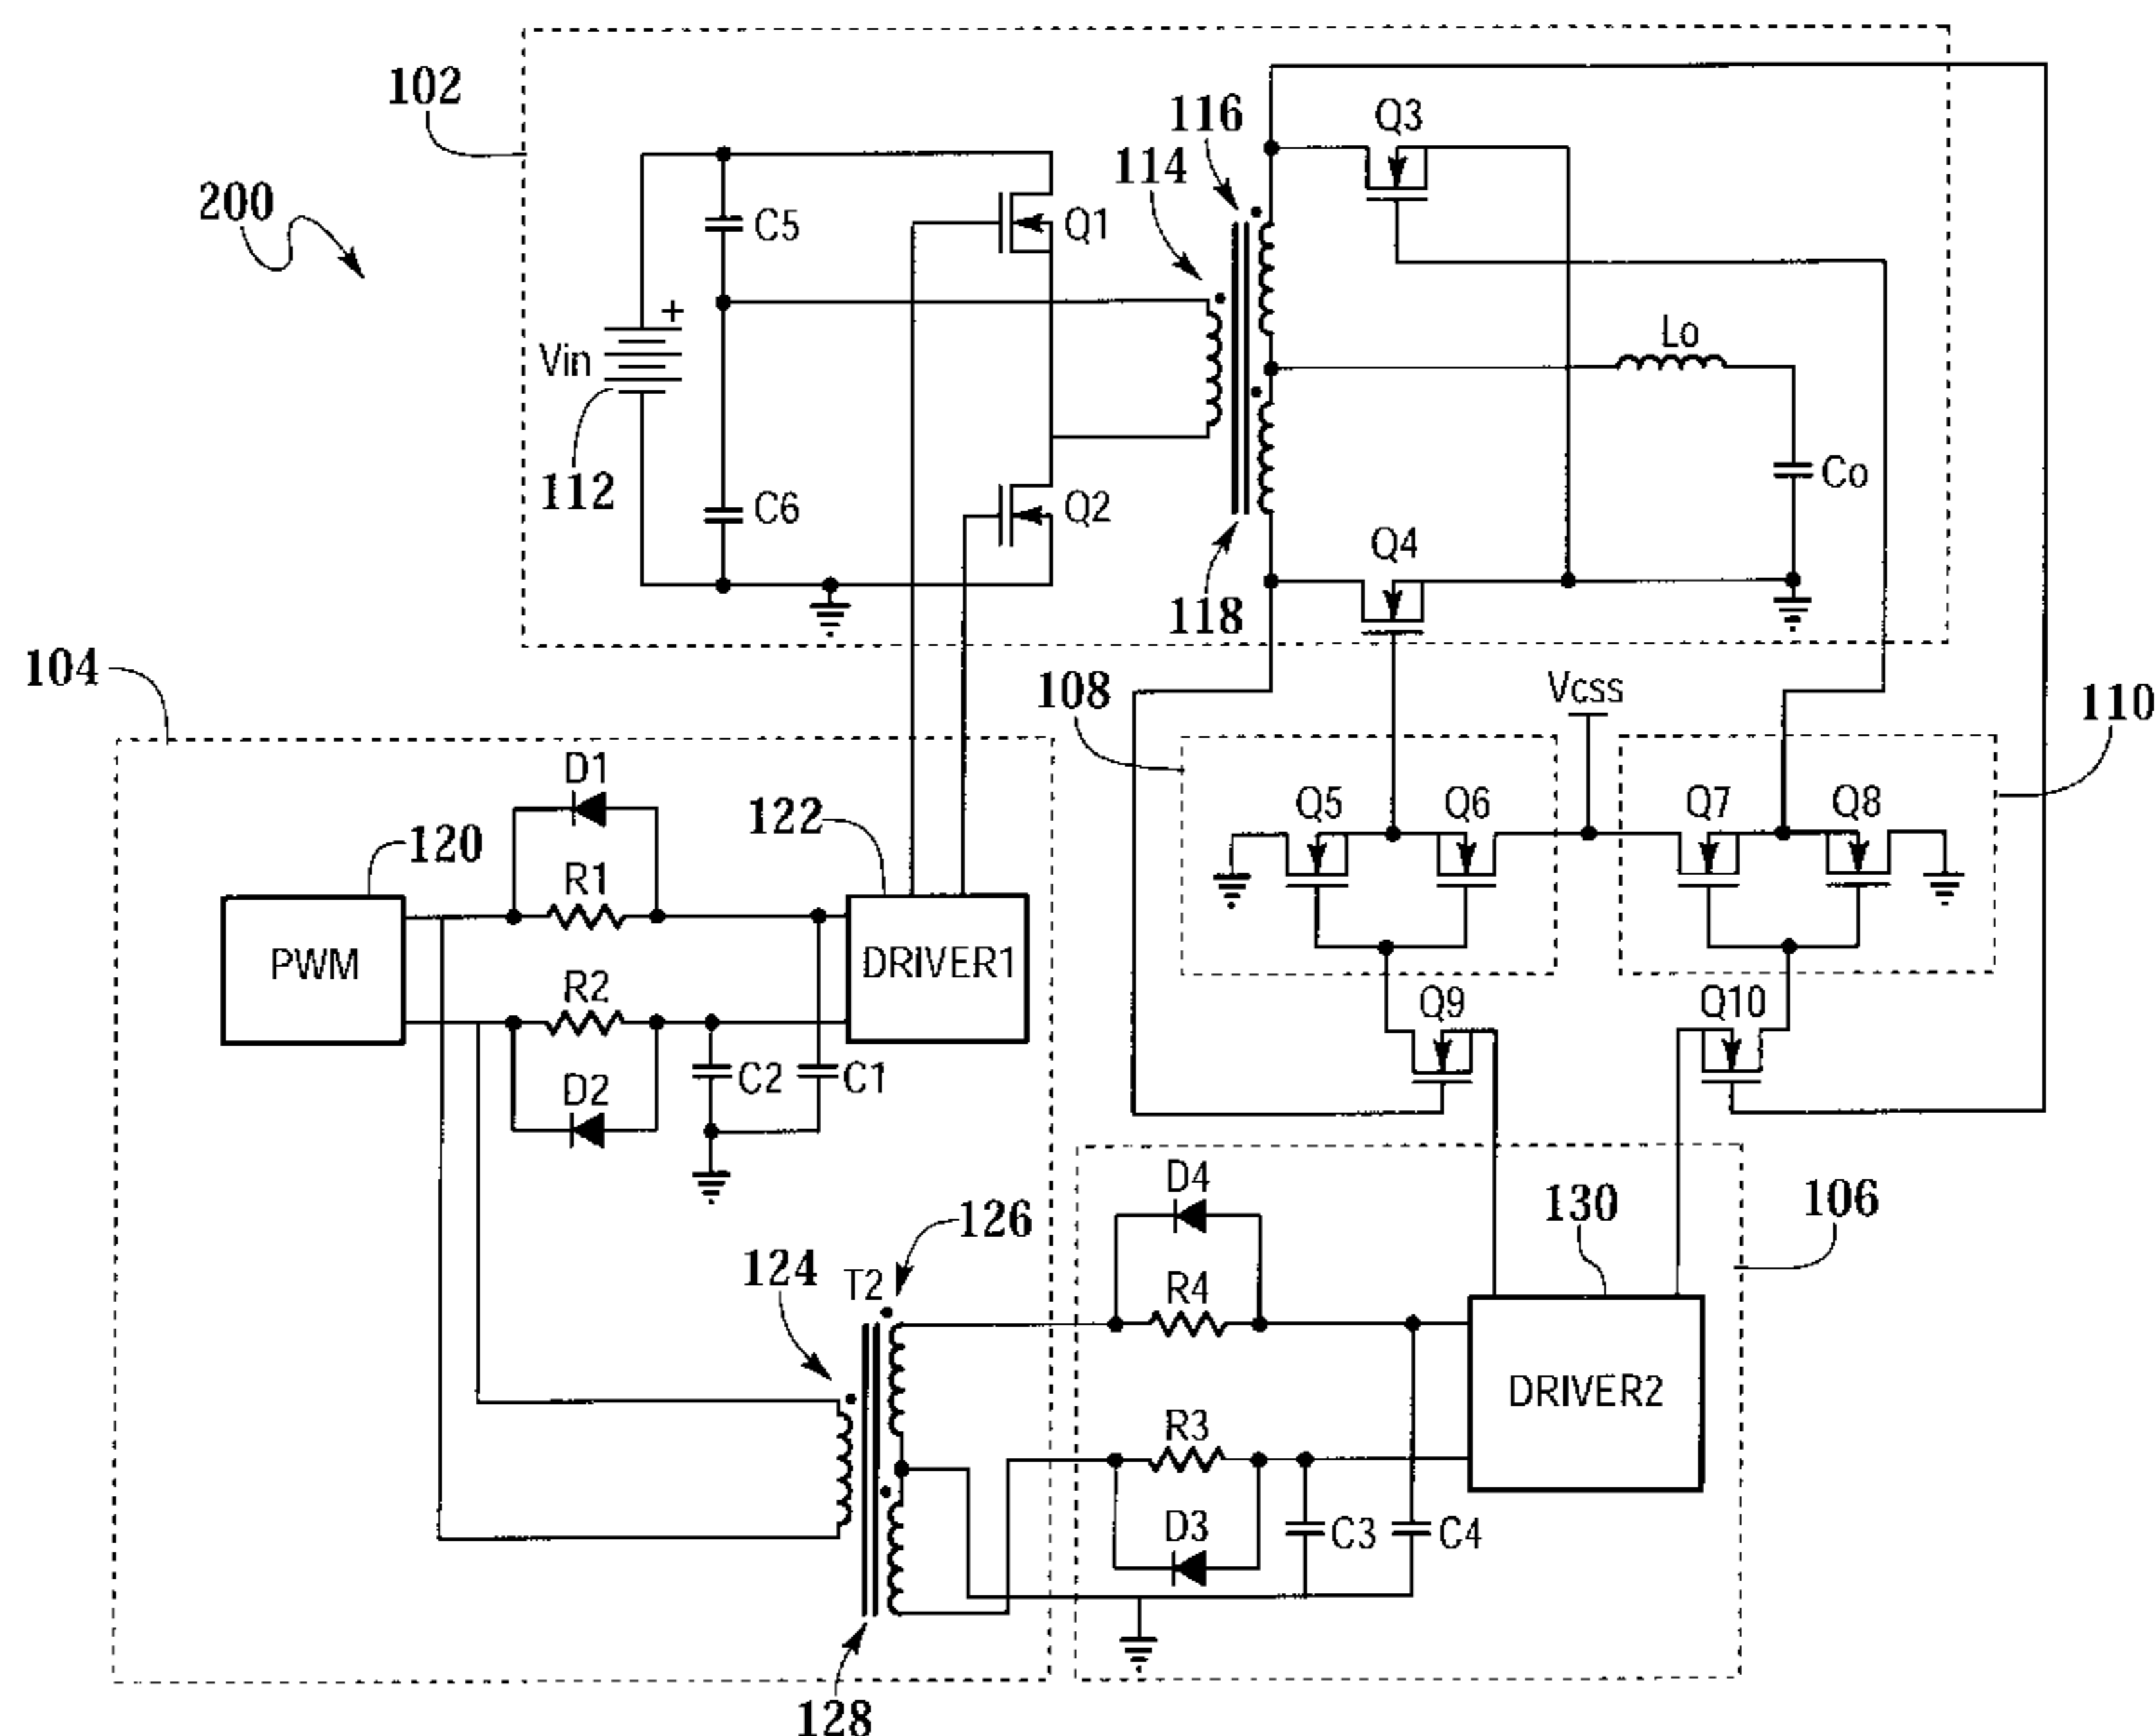 102
116
Q3
114
200
C5
Q1
+
Vin
Lo
112
C6
Q2
Co
Q4
118
104
108
Vcss
110
D1
122
Q5
Q6
Q7
Q8
120
R1
PWM
DRIVER1
R2
Q9
Q10
C2
C1
D2
D4
126
130
106
124
T2
R4
DRIVER2
R3
D3
C3
C4
128